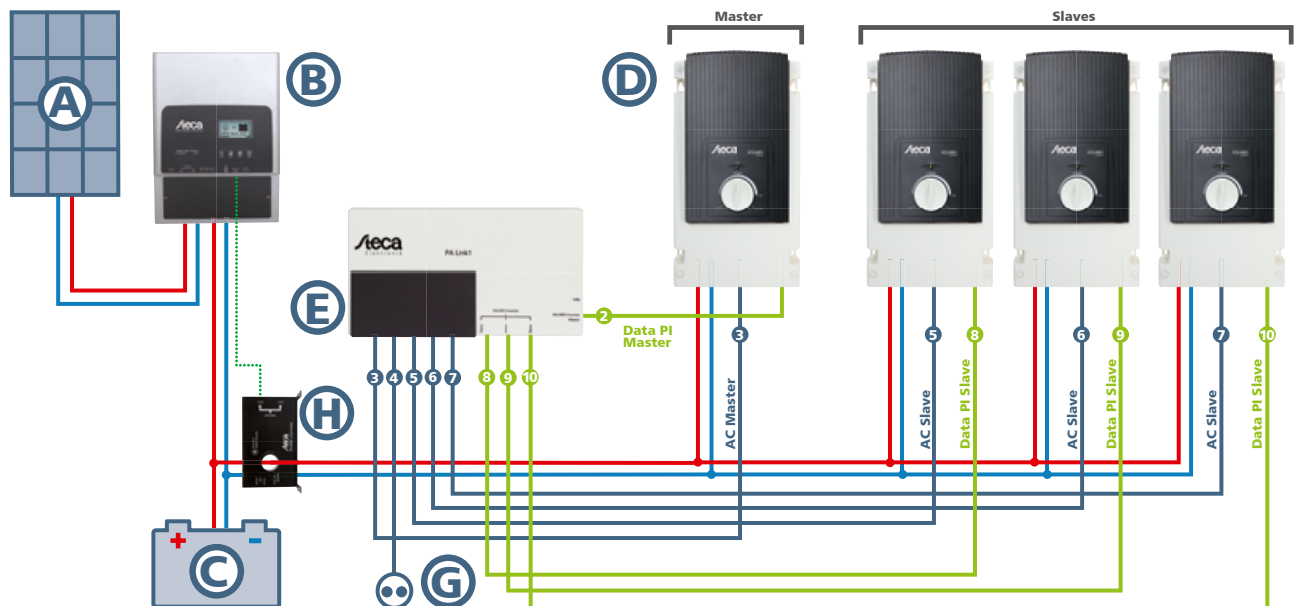 Master
Slaves
A
B
D
Steca
Steca
Steca
Steca
Steca
Steca
Electronik
PA Link1
E
2
Data PI
Master
3
4
5
6
7
8
9
10
3
5
8
6
9
7
10
AC Master
AC Slave
Data PI Slave
AC Slave
Data PI Slave
AC Slave
Data PI Slave
H
Steca
+
-
C
G